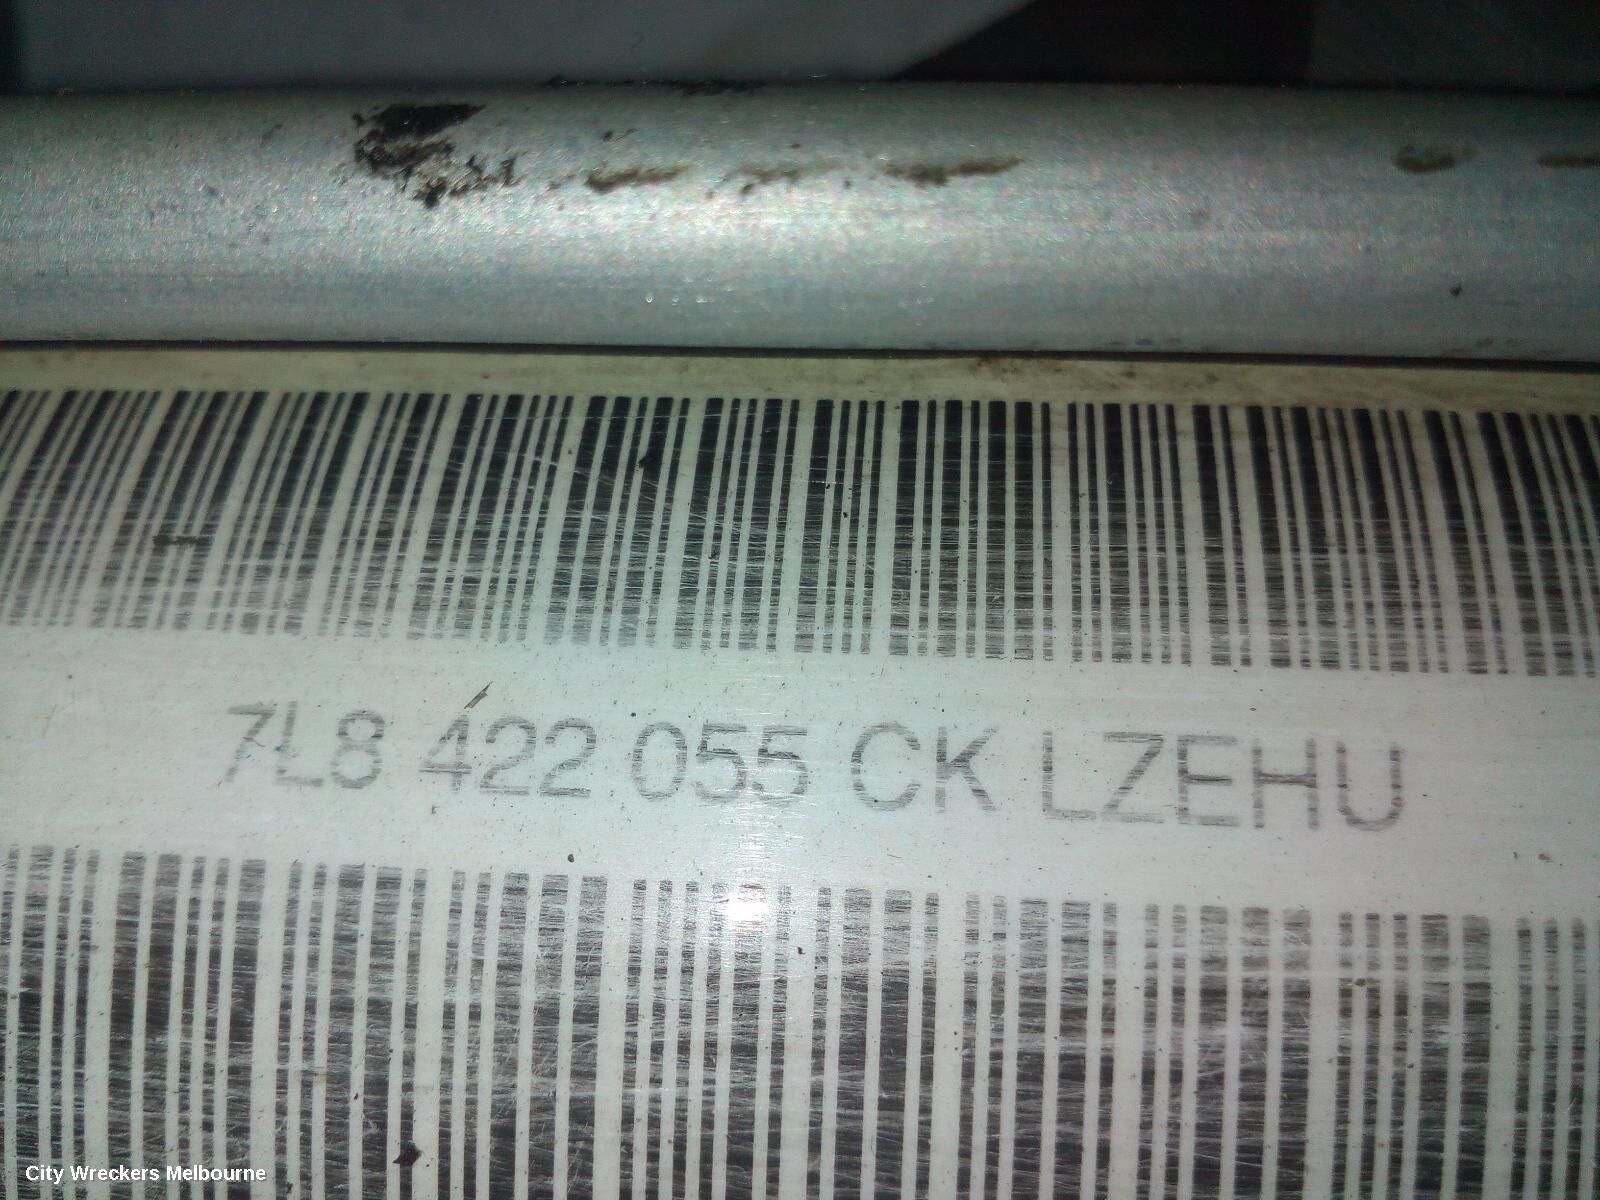 7L8 422 055 CK LZEHU
City Wreckers Melbourne